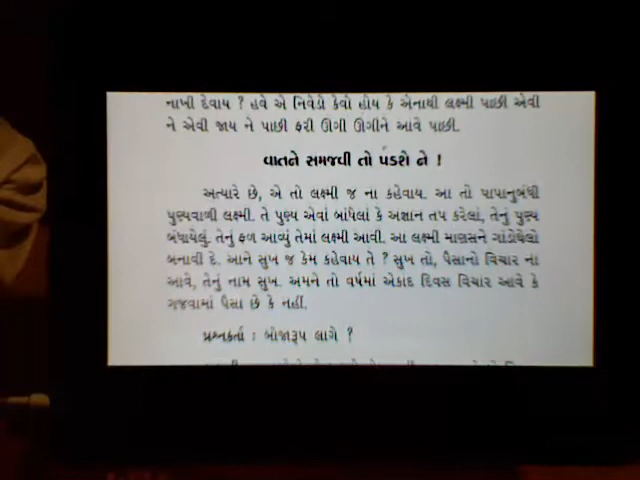 નાખી દેવાય ? હવે એ નિવેડો કેવો હોય કે એનાથી લક્ષ્મી પાછી એવી
ને એવી જાય ને પાછી ફરી ઊગી ઊગીને આવે પાછી.
વાતને સમજવી તો પડશે ને !
અત્યારે છે, એ તો લક્ષ્મી જ ના કહેવાય. આ તો પાપાનુબંધી
પુણ્યવાળી લક્ષ્મી. તે પુણ્ય એવાં બાંધેલાં કે અજ્ઞાન તપ કરેલાં, તેનું પુણ્ય
બંધાયેલું. તેનું ફળ આવ્યું તેમાં લક્ષ્મી આવી. આ લક્ષ્મી માણસને ગાંડોઘેલો
બનાવી દે. આને સુખ જ કેમ કહેવાય તે ? સુખ તો, પૈસાનો વિચાર ના
આવે, તેનું નામ સુખ. અમને તો વર્ષમાં એકાદ દિવસ વિચાર આવે કે
ગજવામાં પૈસા છે કે નહીં.
પ્રશ્નકર્તા : બોજારૂપ લાગે ?